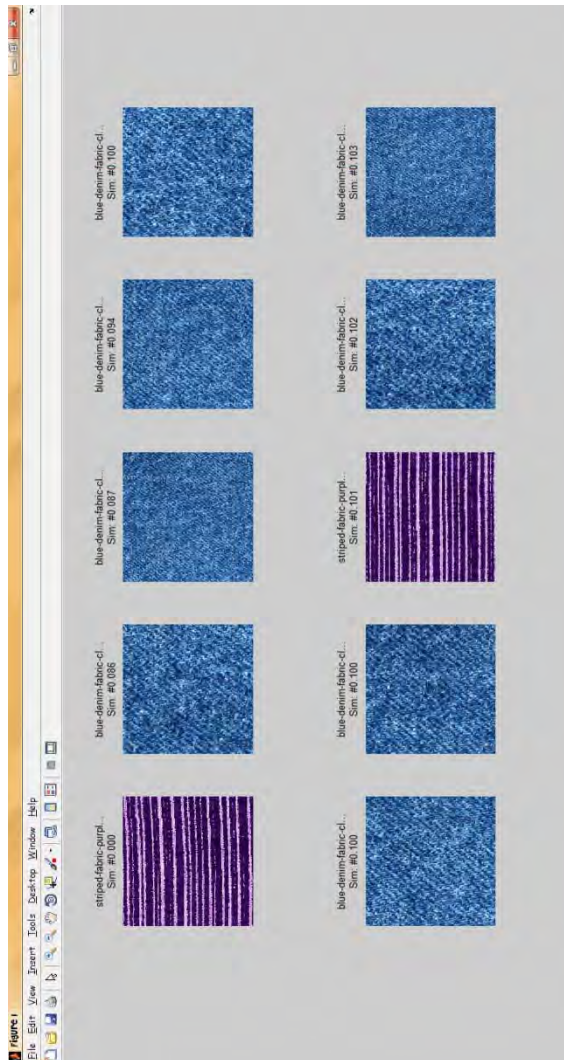 Figure 1
File Edit View Insert Tools Desktop Window Help
striped-fabric-purpl...
Sim: #0.000
blue-denim-fabric-cl...
Sim: #0.086
blue-denim-fabric-cl...
Sim: #0.087
blue-denim-fabric-cl...
Sim: #0.094
blue-denim-fabric-cl...
Sim: #0.100
blue-denim-fabric-cl...
Sim: #0.100
blue-denim-fabric-cl...
Sim: #0.100
striped-fabric-purpl...
Sim: #0.101
blue-denim-fabric-cl...
Sim: #0.102
blue-denim-fabric-cl...
Sim: #0.103